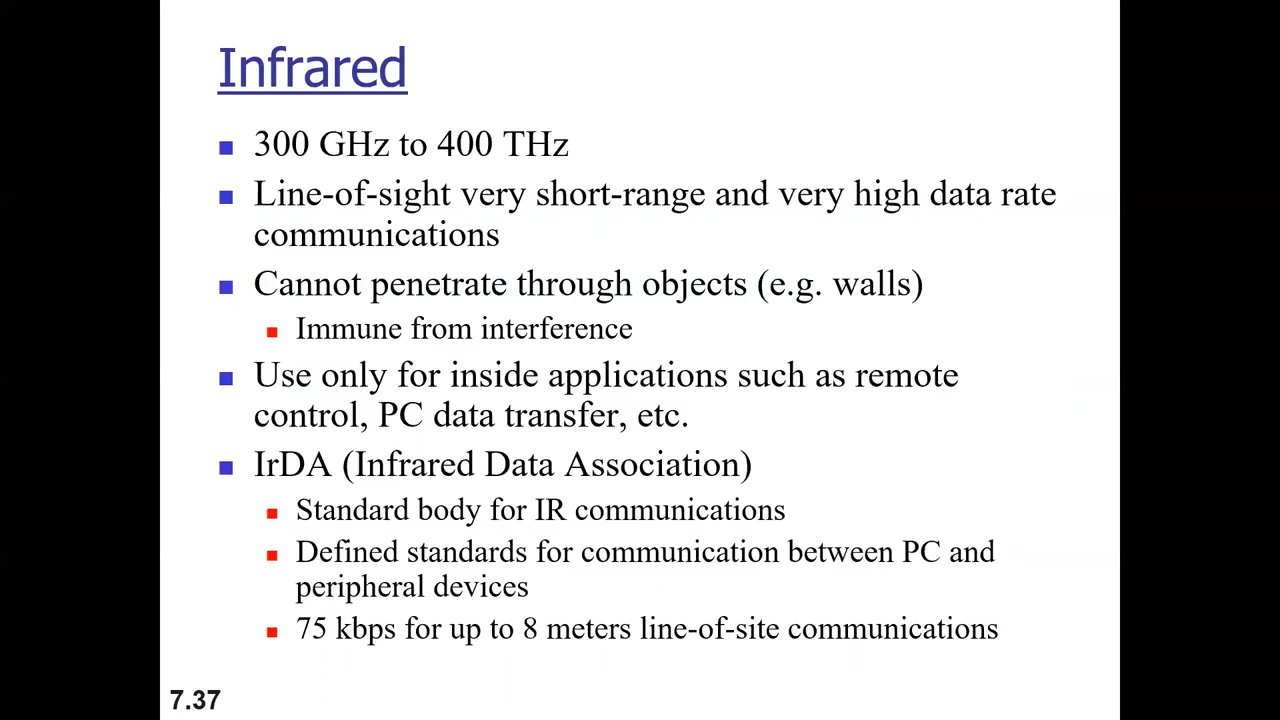 Infrared
300 GHz to 400 THz
Line-of-sight very short-range and very high data rate
communications
Cannot penetrate through objects (e.g. walls)
Immune from interference
Use only for inside applications such as remote
control, PC data transfer, etc.
IrDA (Infrared Data Association)
Standard body for IR communications
Defined standards for communication between PC and
peripheral devices
75 kbps for up to 8 meters line-of-site communications
7.37